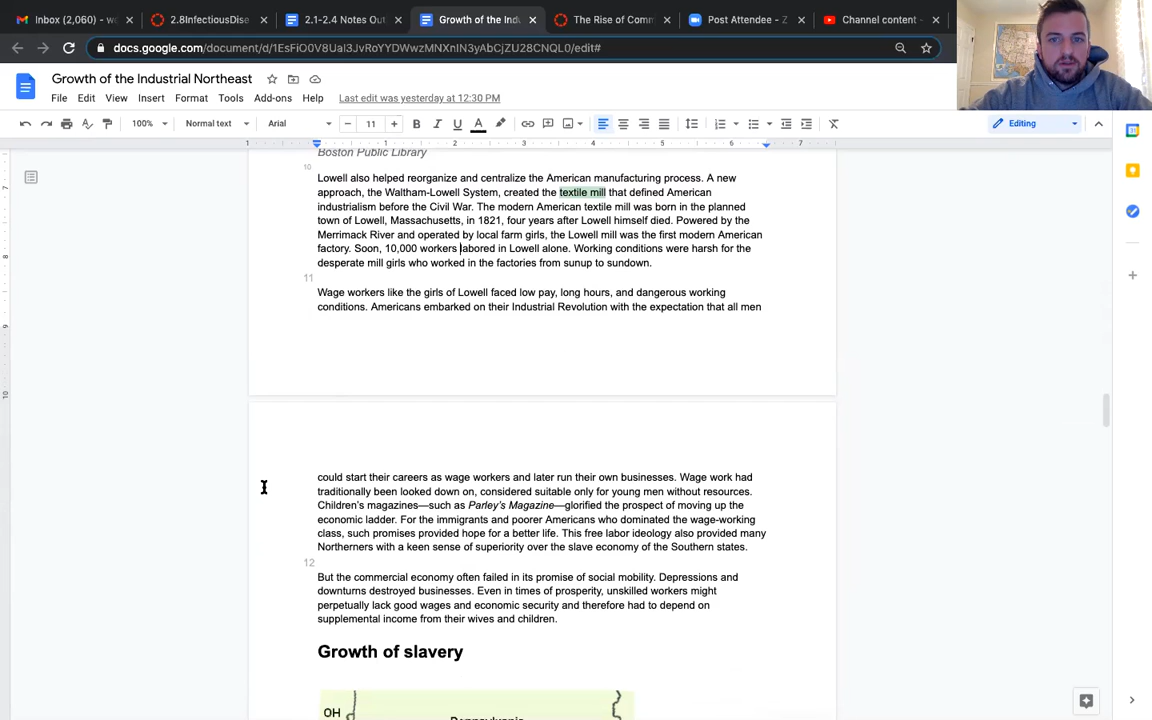 Inbox (2,060) - w
2.8InfectiousDise
2.1-2.4 Notes Out
Growth of the Indu
The Rise of Comm
Post Attendee - Z
Channel content -
docs.google.com/document/d/1EsFiO0V8Ual3JvRoYYDWwzMNXnIN3yAbCjZU28CNQL0/edit#
Growth of the Industrial Northeast
File Edit View Insert Format Tools Add-ons Help Last edit was yesterday at 12:30 PM
100% Normal text Arial 11 B I U A Editing
1 1 2 3 4 5 6 7
Boston Public Library
10
Lowell also helped reorganize and centralize the American manufacturing process. A new
approach, the Waltham-Lowell System, created the textile mill that defined American
industrialism before the Civil War. The modern American textile mill was born in the planned
town of Lowell, Massachusetts, in 1821, four years after Lowell himself died. Powered by the
Merrimack River and operated by local farm girls, the Lowell mill was the first modern American
factory. Soon, 10,000 workers labored in Lowell alone. Working conditions were harsh for the
desperate mill girls who worked in the factories from sunup to sundown.
11
Wage workers like the girls of Lowell faced low pay, long hours, and dangerous working
conditions. Americans embarked on their Industrial Revolution with the expectation that all men
could start their careers as wage workers and later run their own businesses. Wage work had
traditionally been looked down on, considered suitable only for young men without resources.
Children's magazines—such as Parley's Magazine—glorified the prospect of moving up the
economic ladder. For the immigrants and poorer Americans who dominated the wage-working
class, such promises provided hope for a better life. This free labor ideology also provided many
Northerners with a keen sense of superiority over the slave economy of the Southern states.
12
But the commercial economy often failed in its promise of social mobility. Depressions and
downturns destroyed businesses. Even in times of prosperity, unskilled workers might
perpetually lack good wages and economic security and therefore had to depend on
supplemental income from their wives and children.
Growth of slavery
OH
Pennsylvania